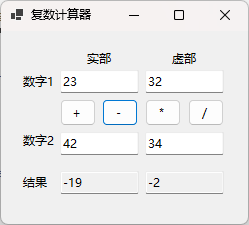 复数计算器
实部 虚部
数字1 23 32
+ - * /
数字2 42 34
结果 -19 -2